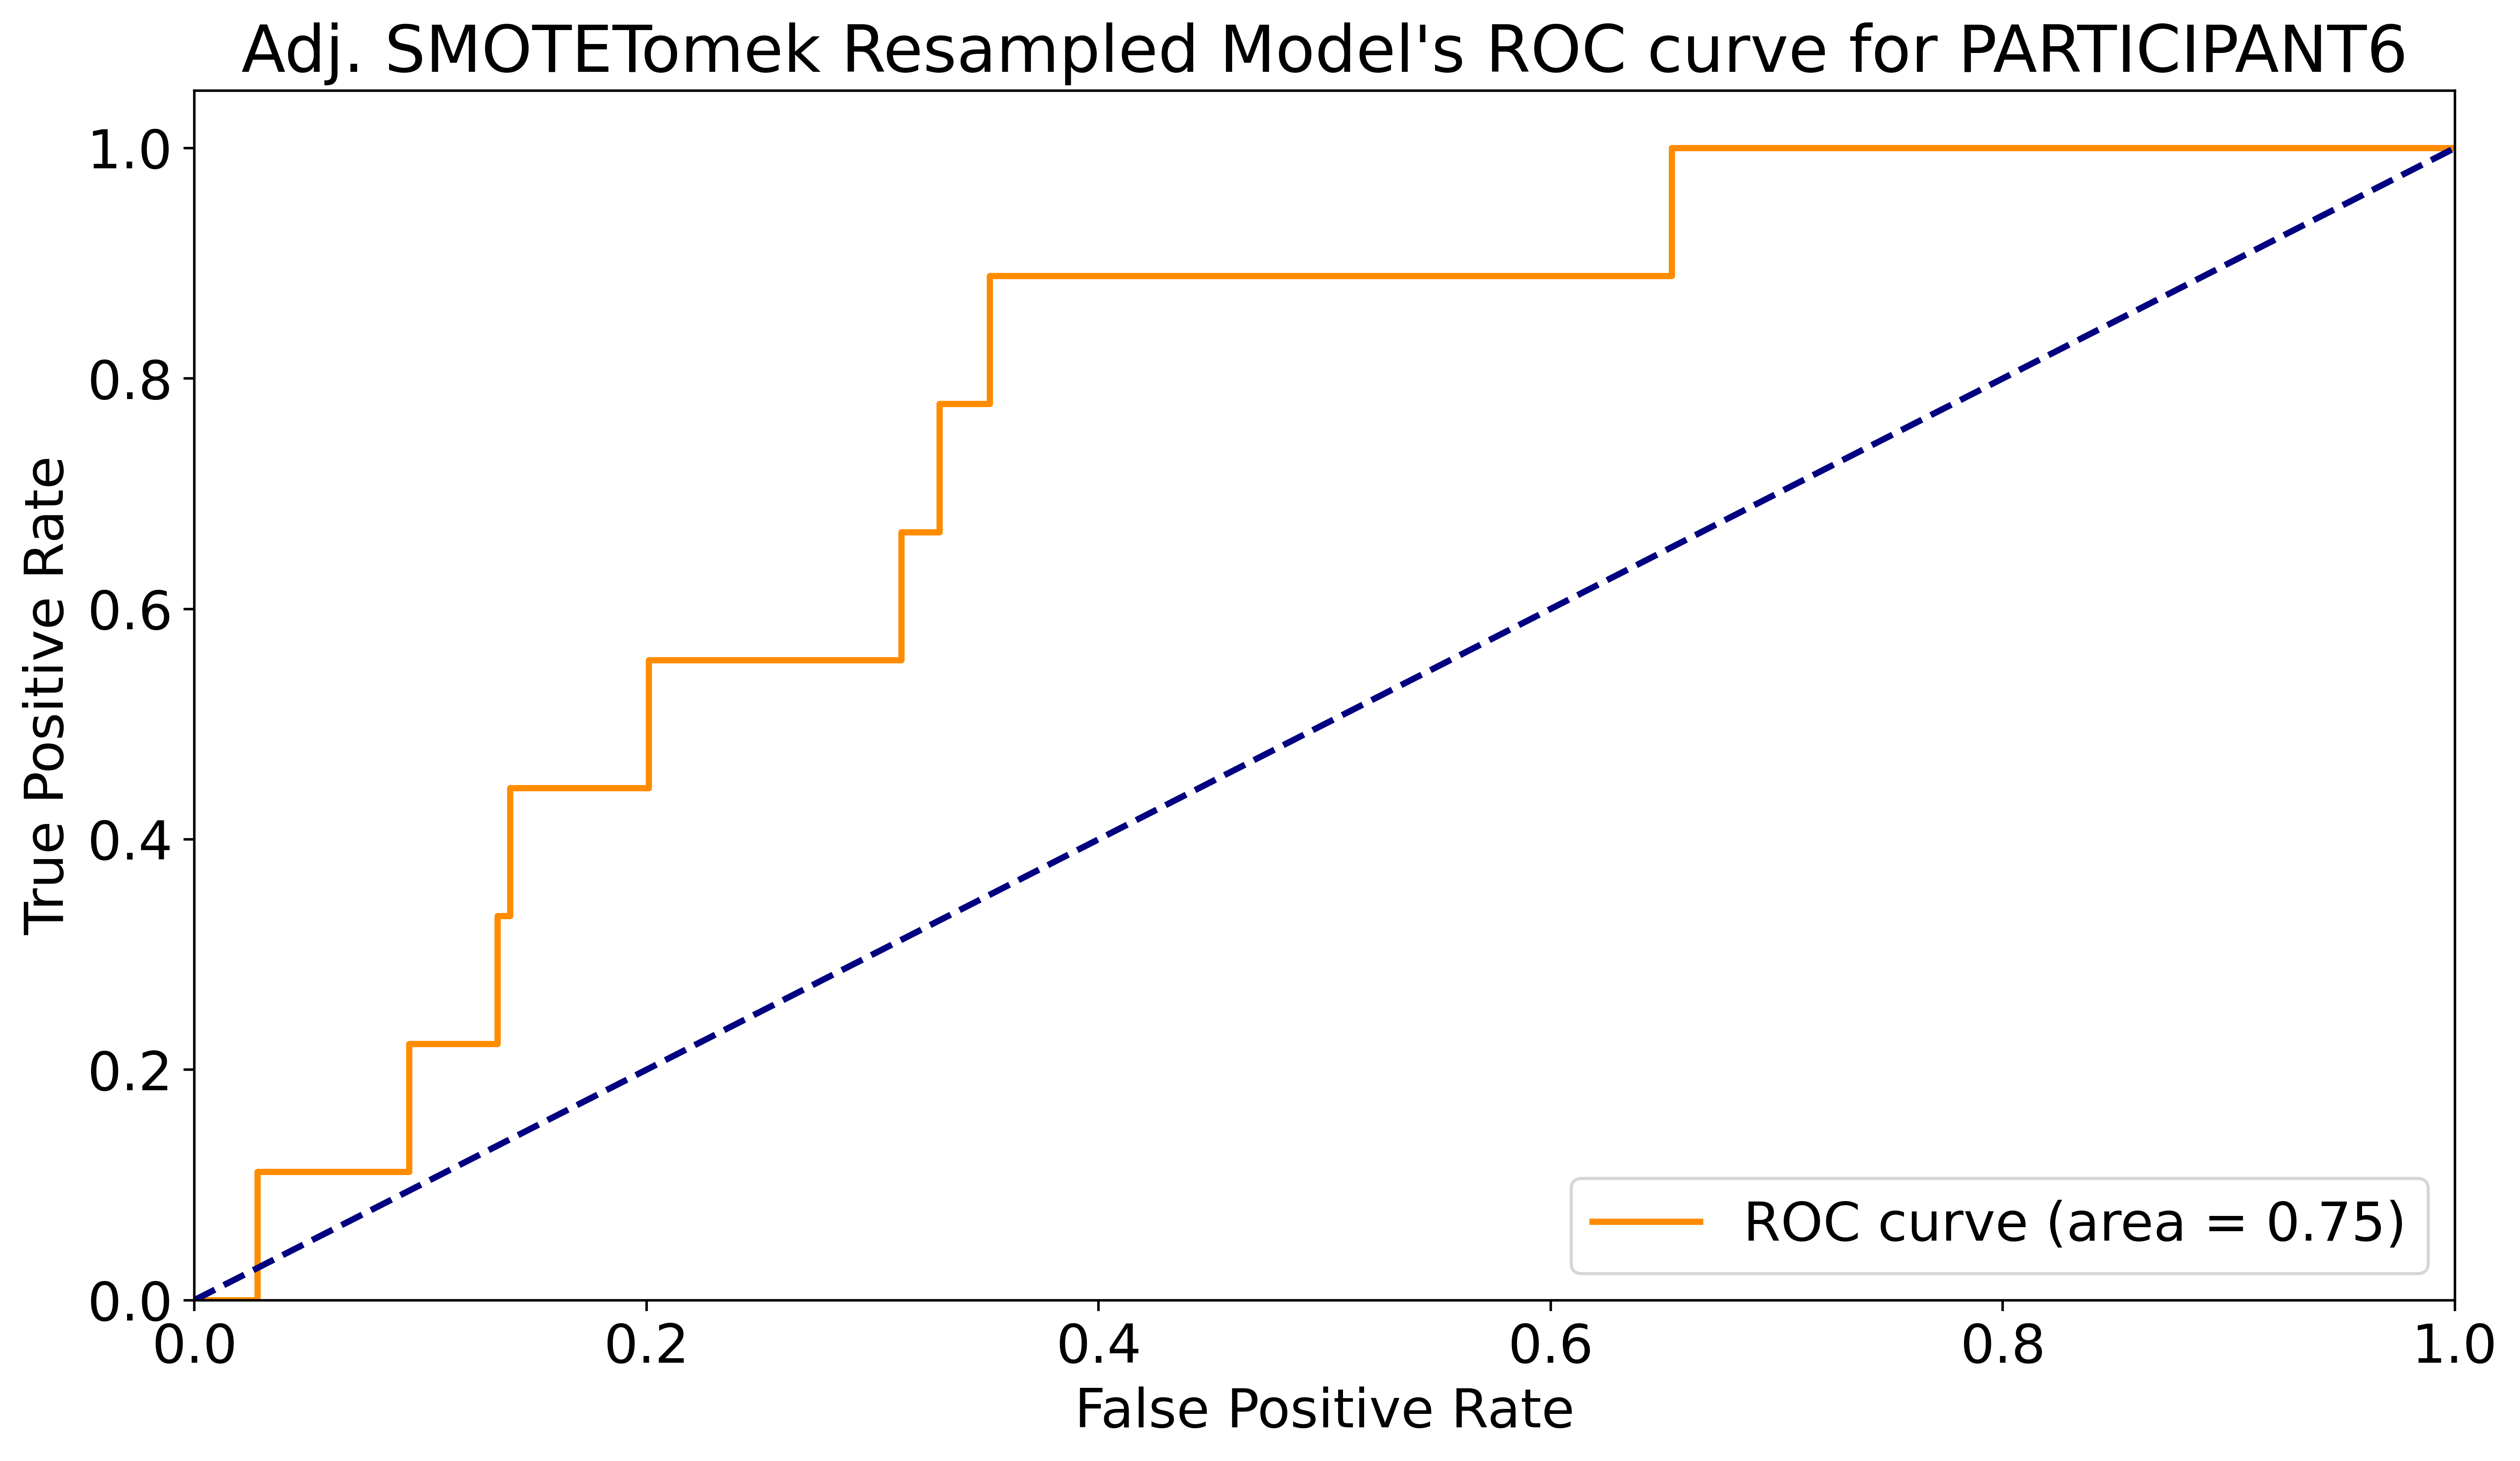 Adj. SMOTETomek Resampled Model's ROC curve for PARTICIPANT6
True Positive Rate
1.0
0.8
0.6
0.4
0.2
0.0
ROC curve (area = 0.75)
0.0 0.2 0.4 0.6 0.8 1.0
False Positive Rate